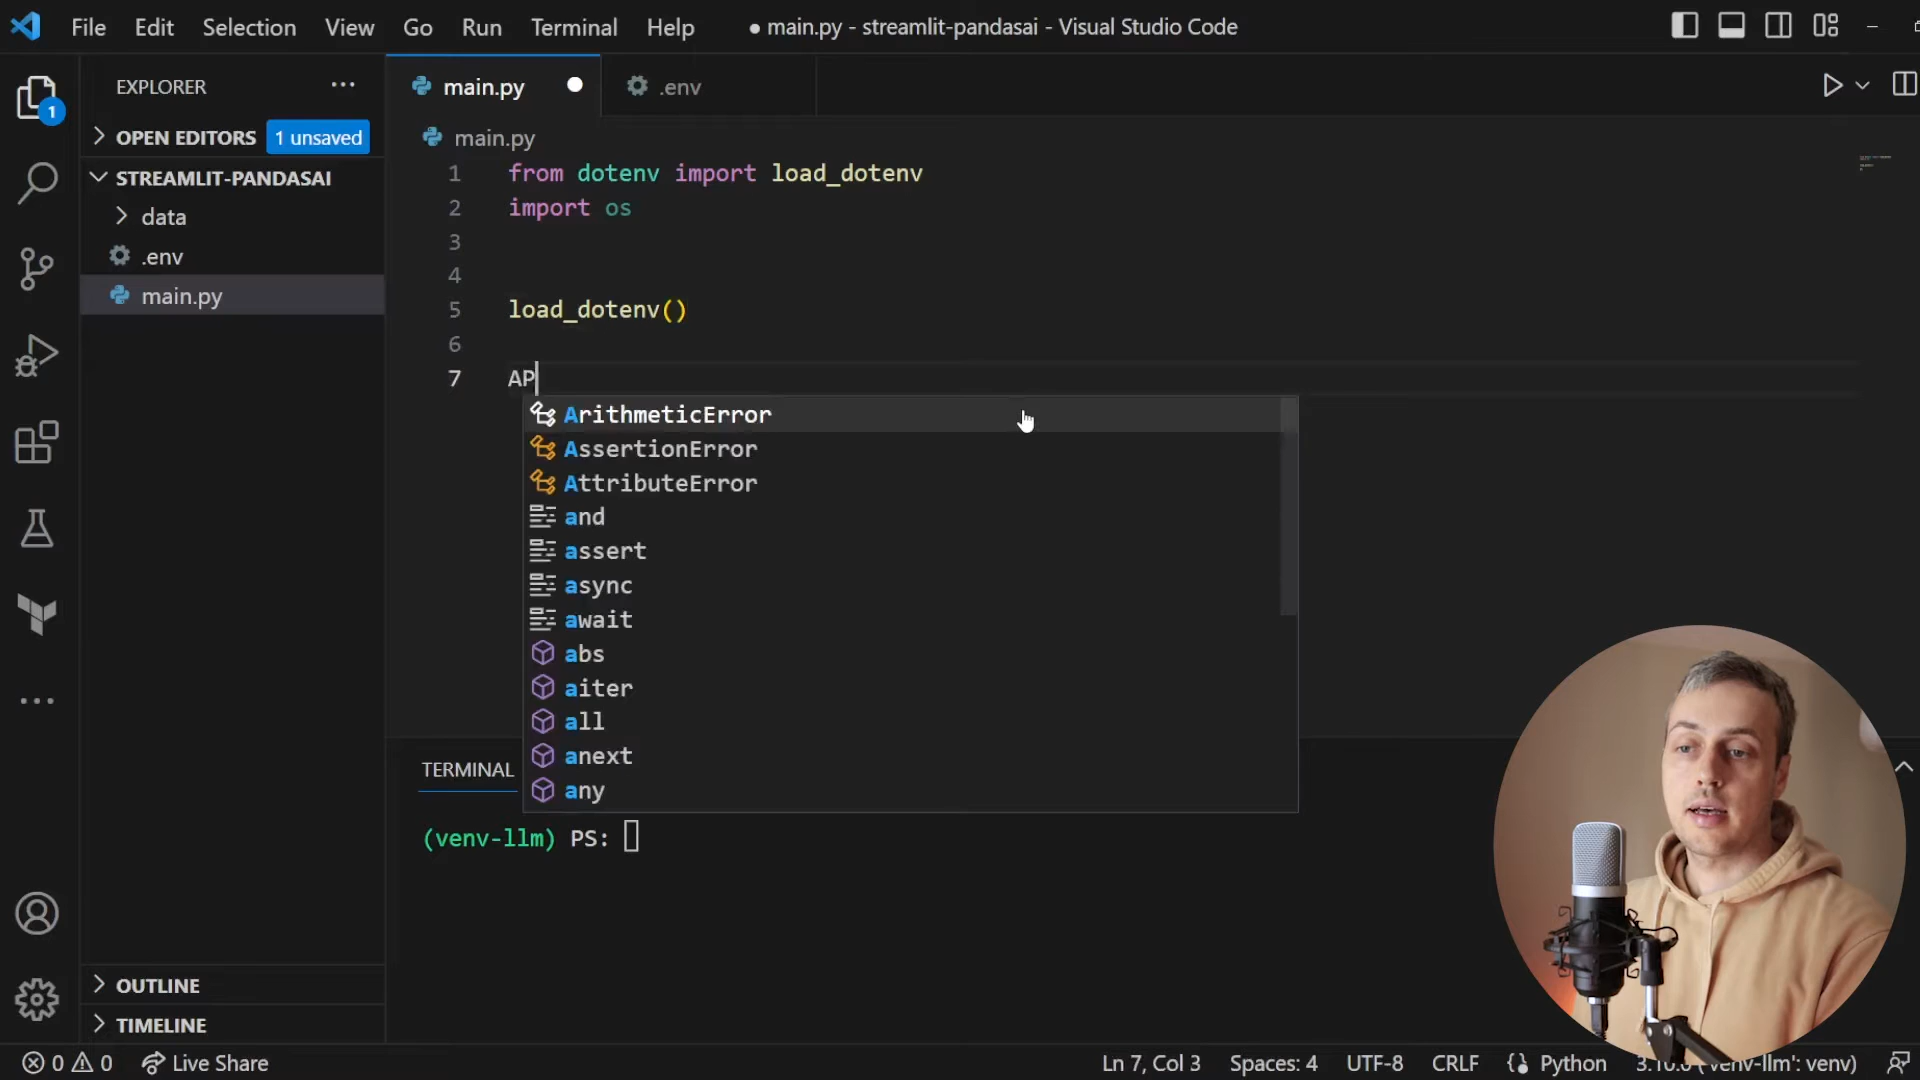 File Edit Selection View Go Run Terminal Help
● main.py - streamlit-pandasai - Visual Studio Code
EXPLORER
1
OPEN EDITORS 1 unsaved
STREAMLIT-PANDASAI
data
.env
main.py
OUTLINE
TIMELINE
main.py
.env
main.py
1 from dotenv import load_dotenv
2 import os
3
4
5 load_dotenv()
6
7 AP
ArithmeticError
AssertionError
AttributeError
and
assert
async
await
abs
aiter
all
anext
any
TERMINAL
(venv-llm) PS:
0 0 Live Share
Ln 7, Col 3 Spaces: 4 UTF-8 CRLF {} Python ('venv-llm': venv)